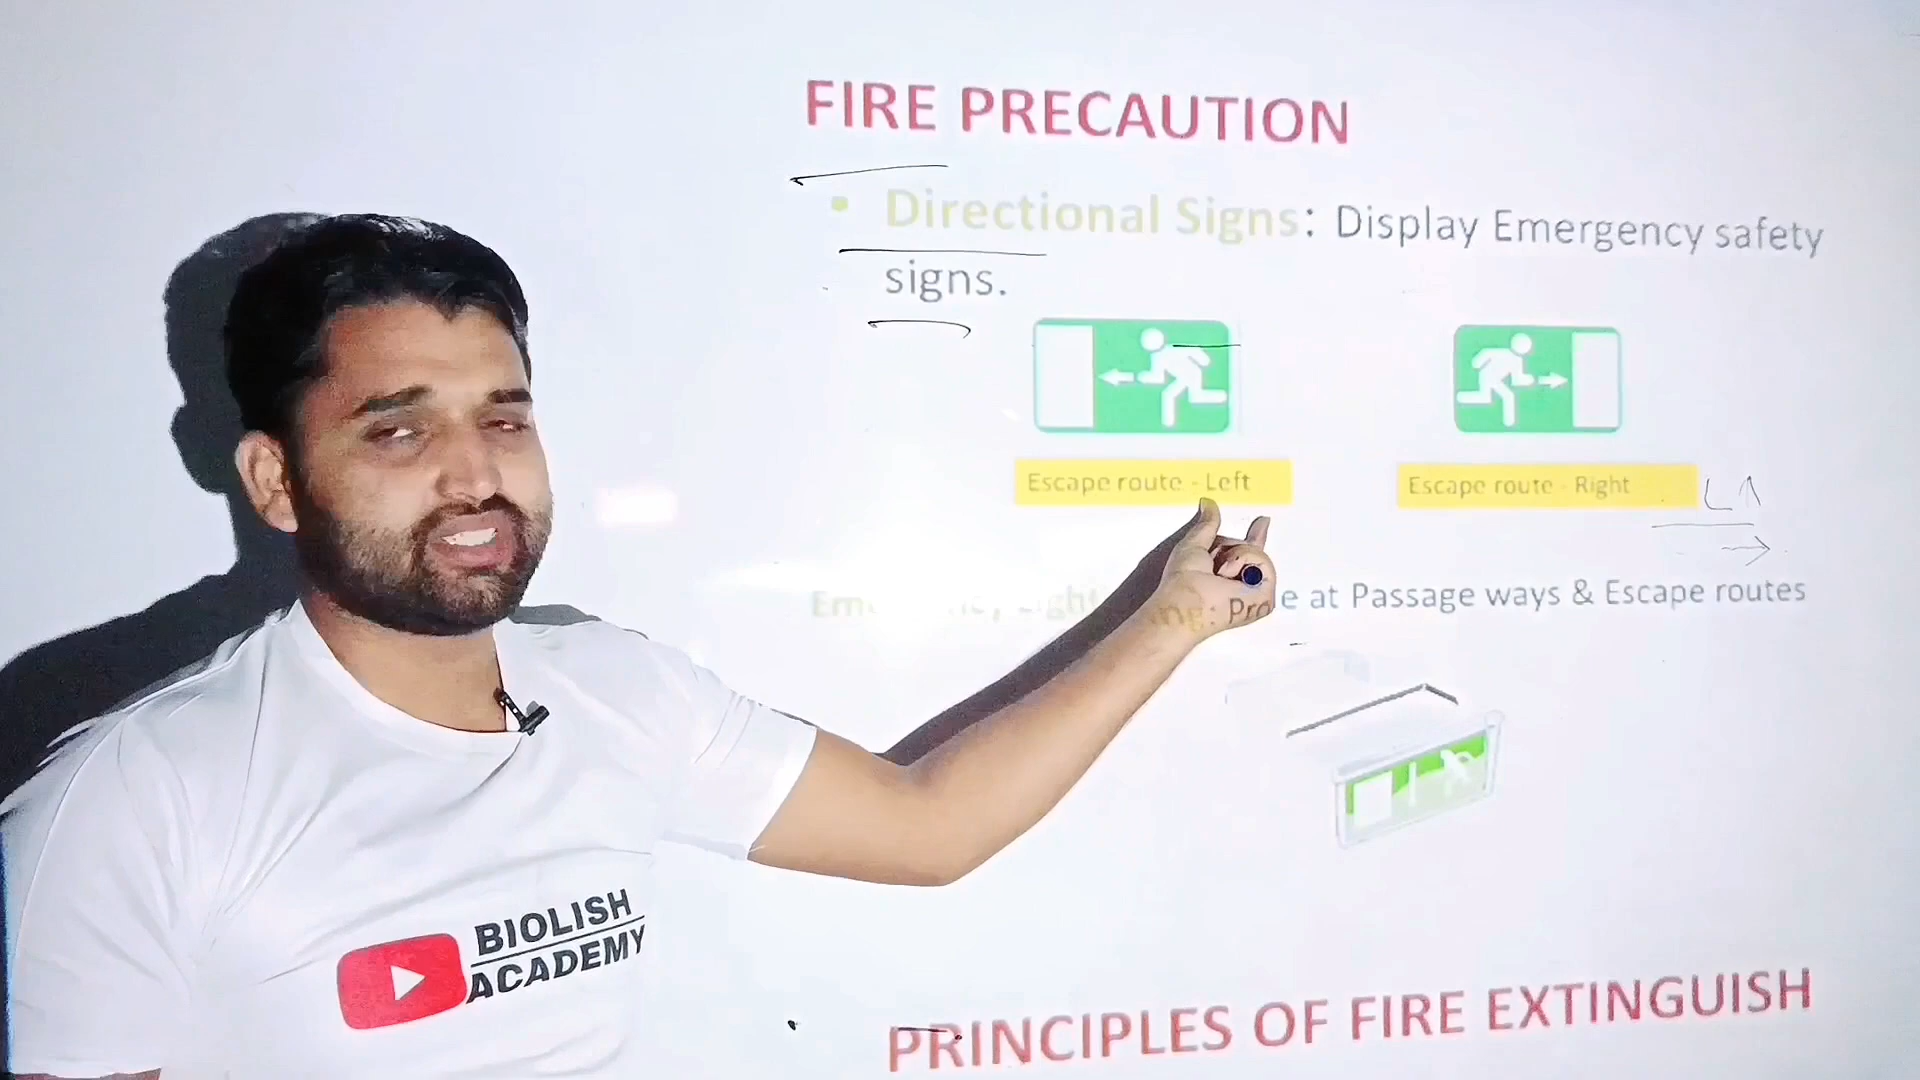 FIRE PRECAUTION
• Directional Signs: Display Emergency safety
signs.
Escape route - Left
Escape route - Right
at Passage ways & Escape routes
BIOLISH
ACADEMY
PRINCIPLES OF FIRE EXTINGUISH